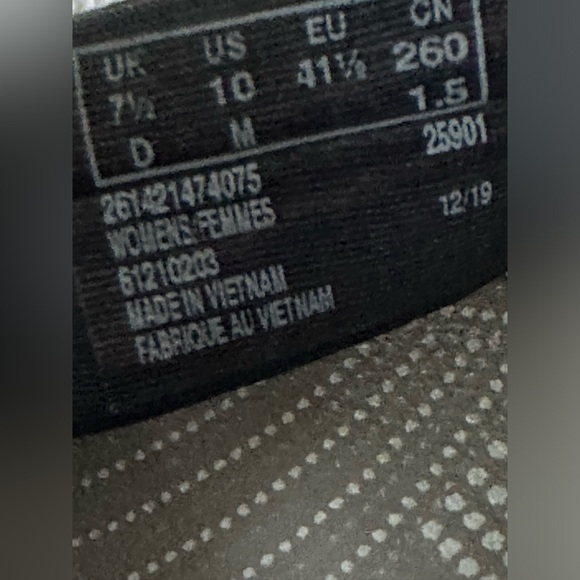 UK US EU CN
7½ 10 41½ 260
D M 1.5
261421474075 25901
WOMENS/FEMMES 12/19
61210203
MADE IN VIETNAM
FABRIQUE AU VIETNAM